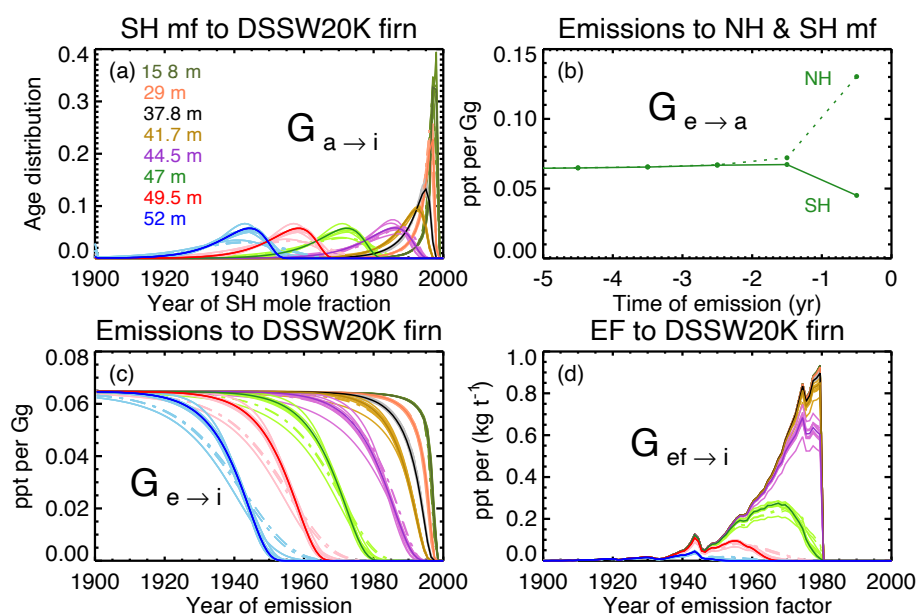 SH mf to DSSW20K firn
Emissions to NH & SH mf
(a)
15 8 m
29 m
37.8 m
41.7 m
44.5 m
47 m
49.5 m
52 m
G a → i
Age distribution
0.4
0.3
0.2
0.1
0.0
1900 1920 1940 1960 1980 2000
Year of SH mole fraction
(b)
NH
SH
G e → a
ppt per Gg
0.15
0.10
0.05
0.00
-5 -4 -3 -2 -1 0
Time of emission (yr)
Emissions to DSSW20K firn
EF to DSSW20K firn
(c)
G e → i
ppt per Gg
0.08
0.06
0.04
0.02
0.00
1900 1920 1940 1960 1980 2000
Year of emission
(d)
G ef → i
ppt per (kg t⁻¹)
1.0
0.8
0.6
0.4
0.2
0.0
1900 1920 1940 1960 1980 2000
Year of emission factor